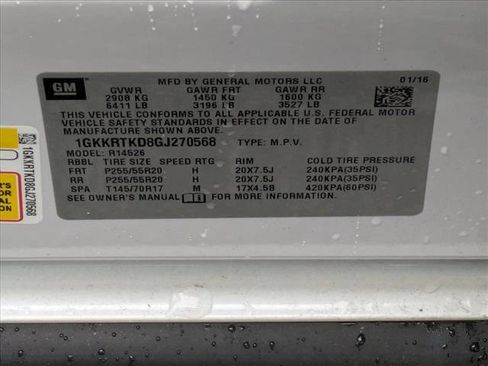 GM
MFD BY GENERAL MOTORS LLC 01/16
GVWR GAWR FRT GAWR RR
2908 KG 1450 KG 1600 KG
6411 LB 3196 LB 3527 LB
THIS VEHICLE CONFORMS TO ALL APPLICABLE U.S. FEDERAL MOTOR
VEHICLE SAFETY STANDARDS IN EFFECT ON THE DATE OF
MANUFACTURE SHOWN ABOVE.
1GKKRTKD8GJ270568 TYPE: M.P.V.
MODEL: R14526
RBBL TIRE SIZE SPEED RTG RIM COLD TIRE PRESSURE
FRT P255/55R20 H 20X7.5J 240KPA(35PSI)
RR P255/55R20 H 20X7.5J 240KPA(35PSI)
SPA T145/70R17 M 17X4.5B 420KPA(60PSI)
SEE OWNER'S MANUAL FOR MORE INFORMATION
1GKKRTKD8GJ270568